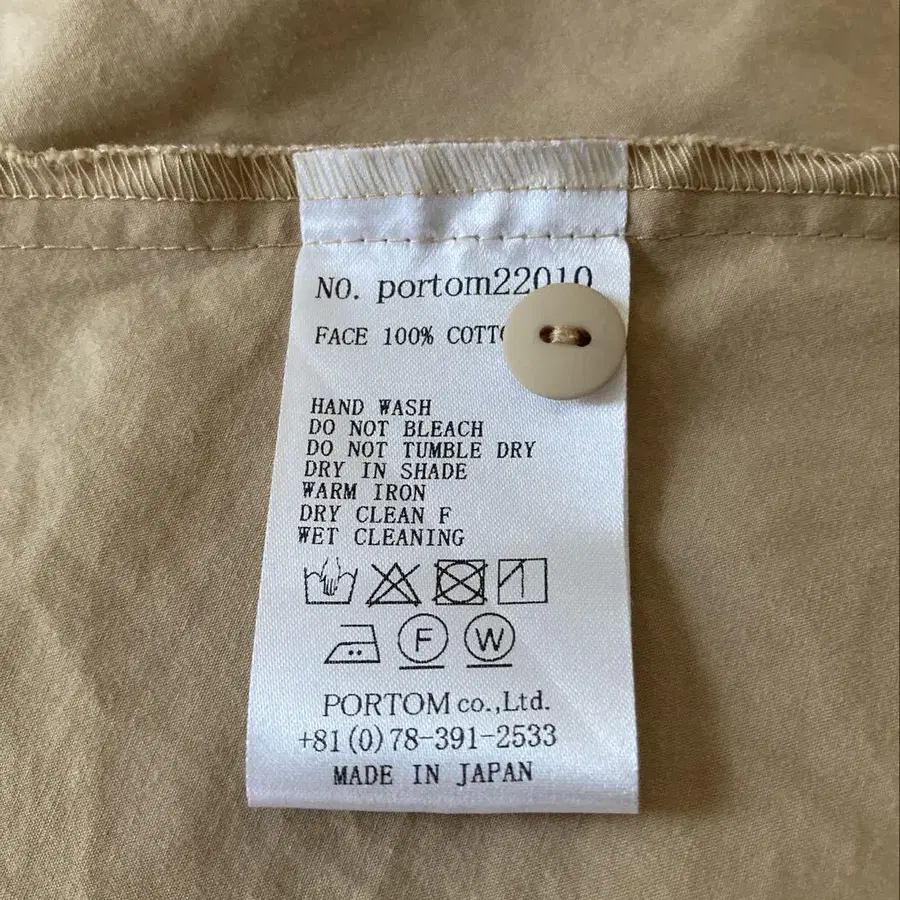 NO. portom22010
FACE 100% COTTO
HAND WASH
DO NOT BLEACH
DO NOT TUMBLE DRY
DRY IN SHADE
WARM IRON
DRY CLEAN F
WET CLEANING
F W
PORTOM co.,Ltd.
+81(0)78-391-2533
MADE IN JAPAN